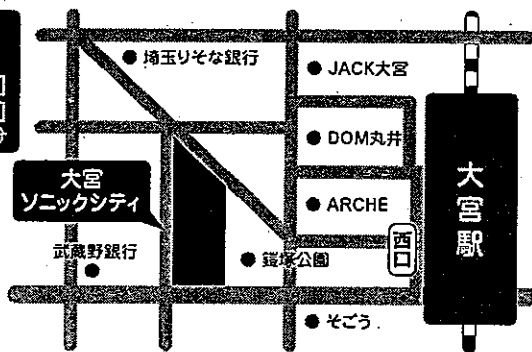 分
埼玉りそな銀行
JACK大宮
DOM丸井
大宮
ソニックシティ
ARCHE
大宮駅
西口
武蔵野銀行
鐙塚公園
そごう